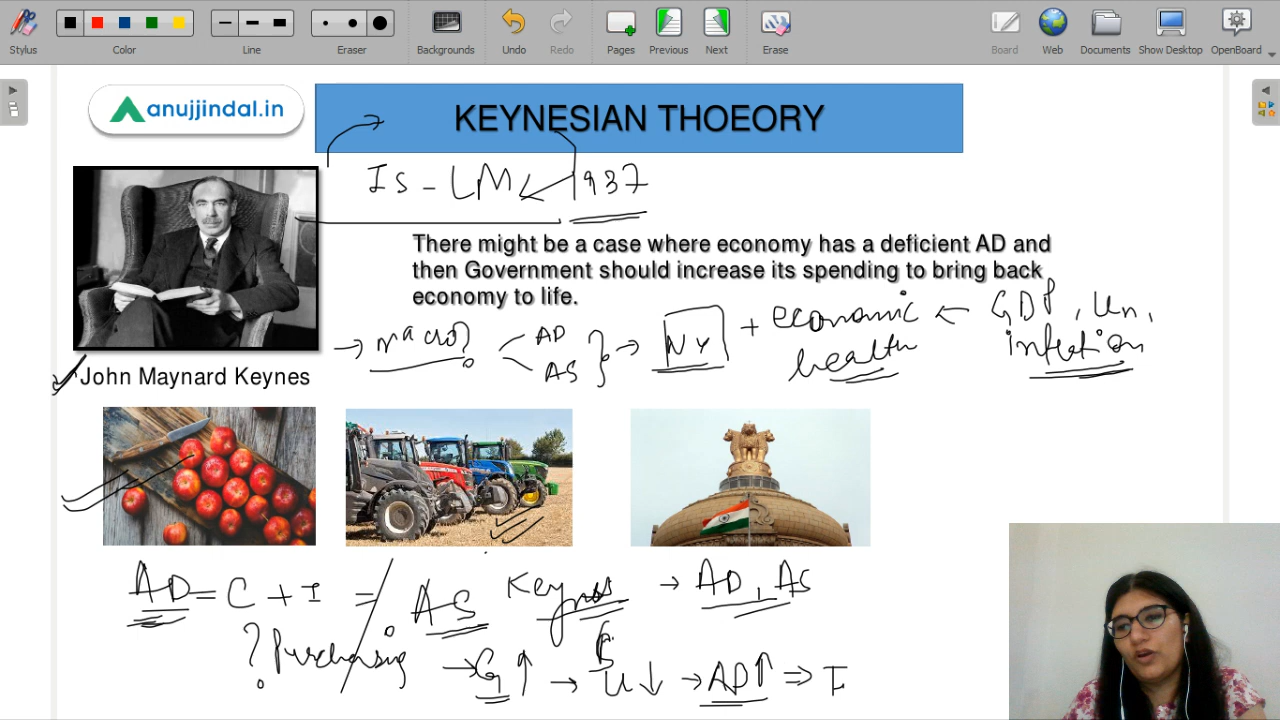 Stylus Color Line Eraser Backgrounds Undo Redo Pages Previous Next Erase Board Web Documents Show Desktop OpenBoard
anujjindal.in
KEYNESIAN THOEORY
IS - LM 1937
There might be a case where economy has a deficient AD and
then Government should increase its spending to bring back
economy to life.
→ macro? < AD AS } → NY + economic health ← GDP, Un, inflation
John Maynard Keynes
AD = C + I = AS Keynes → AD, AS
? Purchasing → G ↑ → U ↓ → AD ↑ ⇒ I